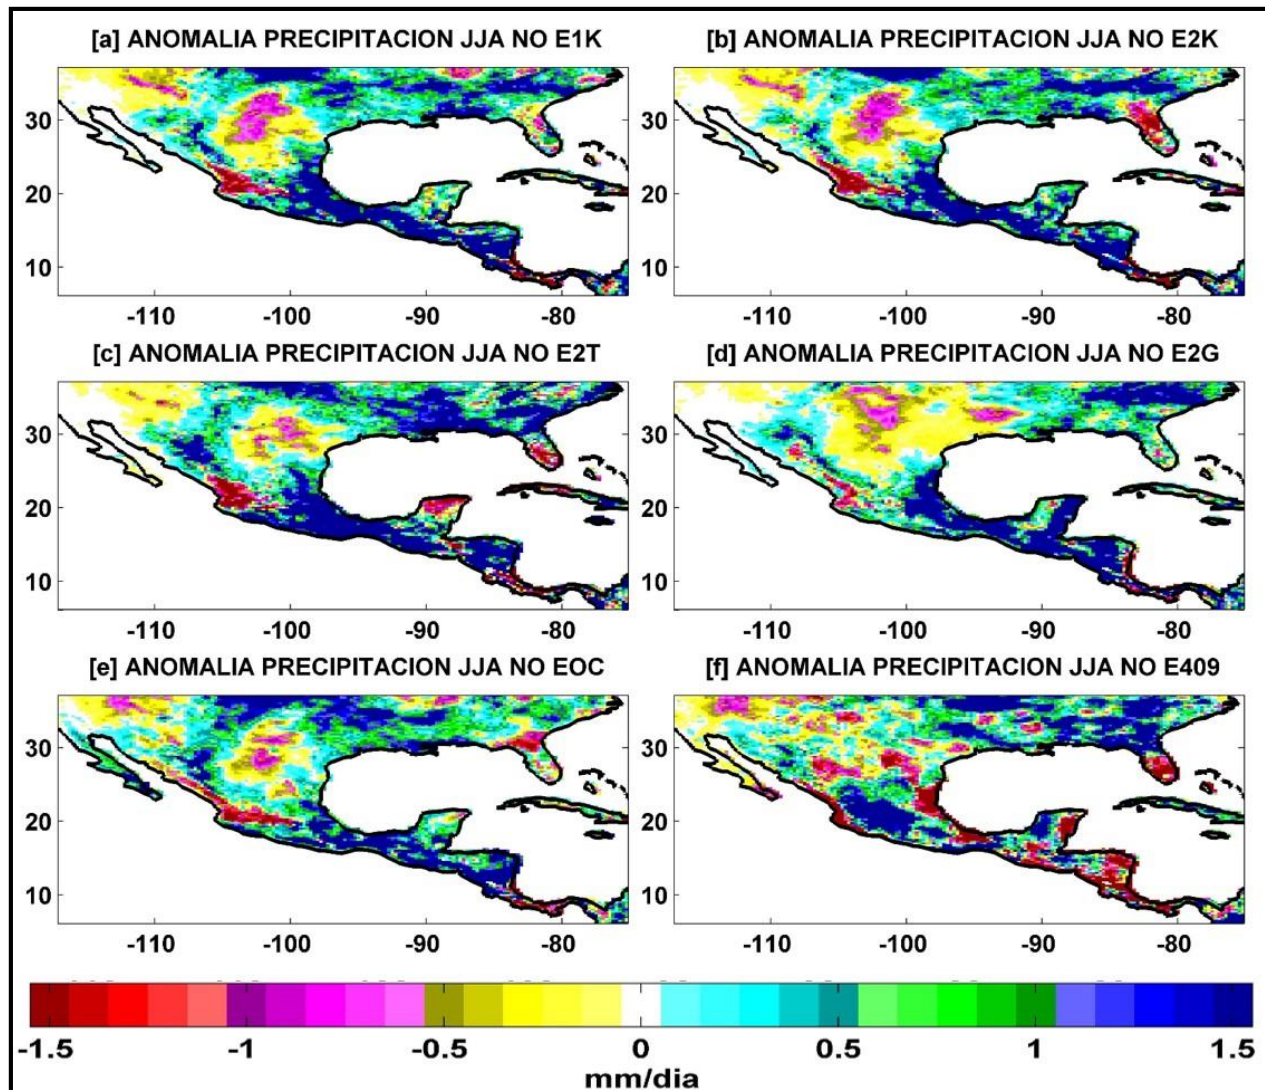 [a] ANOMALIA PRECIPITACION JJA NO E1K
[b] ANOMALIA PRECIPITACION JJA NO E2K
30
20
10
-110 -100 -90 -80
30
20
10
-110 -100 -90 -80
[c] ANOMALIA PRECIPITACION JJA NO E2T
[d] ANOMALIA PRECIPITACION JJA NO E2G
30
20
10
-110 -100 -90 -80
30
20
10
-110 -100 -90 -80
[e] ANOMALIA PRECIPITACION JJA NO EOC
[f] ANOMALIA PRECIPITACION JJA NO E409
30
20
10
-110 -100 -90 -80
30
20
10
-110 -100 -90 -80
-1.5 -1 -0.5 0 0.5 1 1.5
mm/dia